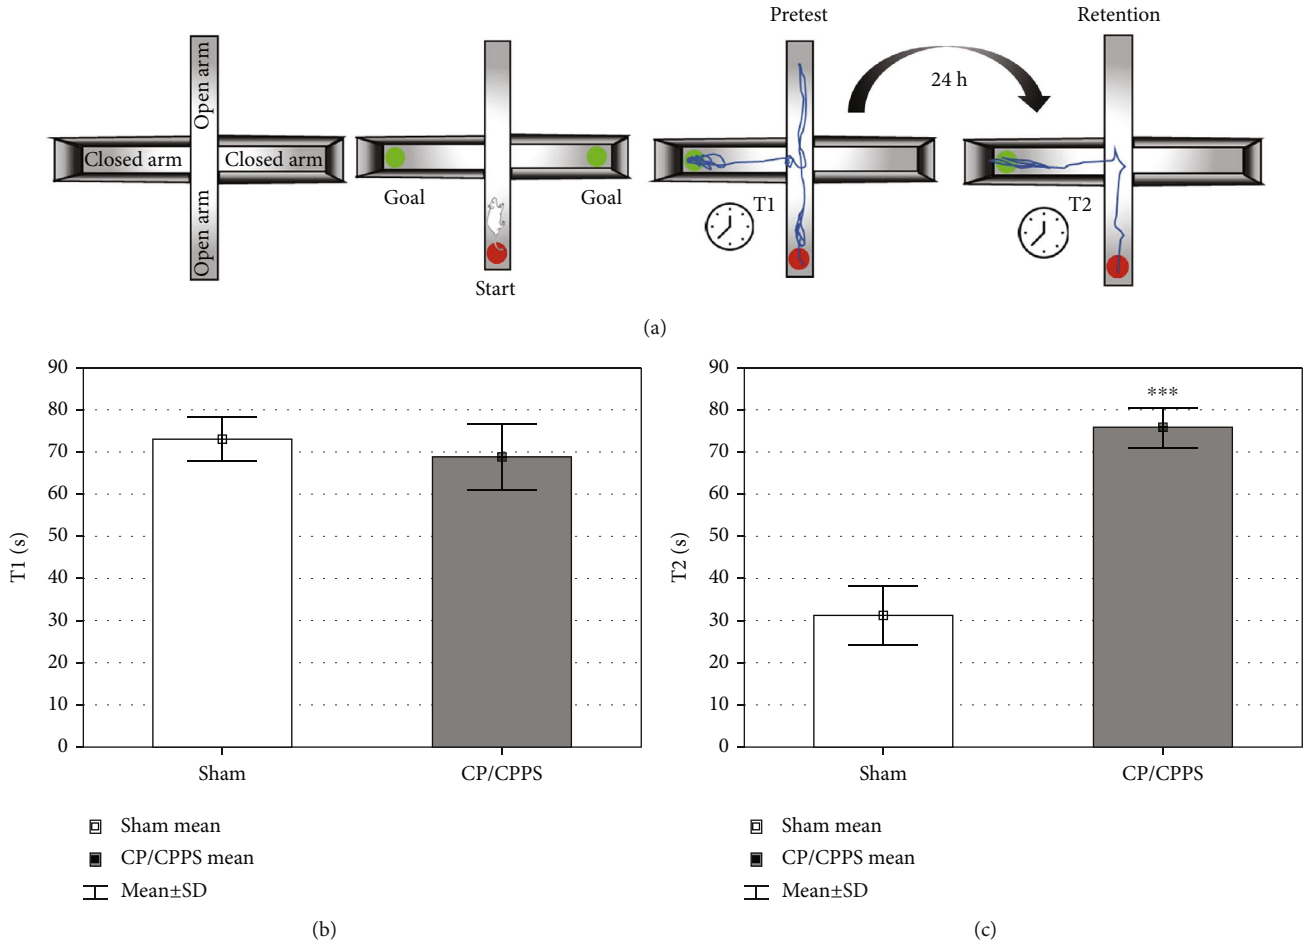 Pretest
Retention
24 h
Open arm
Closed arm
Closed arm
Open arm
Goal
Goal
Start
T1
T2
(a)
90
80
70
60
50
40
30
20
10
0
T1 (s)
Sham
CP/CPPS
Sham mean
CP/CPPS mean
Mean±SD
(b)
90
80
70
60
50
40
30
20
10
0
T2 (s)
***
Sham
CP/CPPS
Sham mean
CP/CPPS mean
Mean±SD
(c)